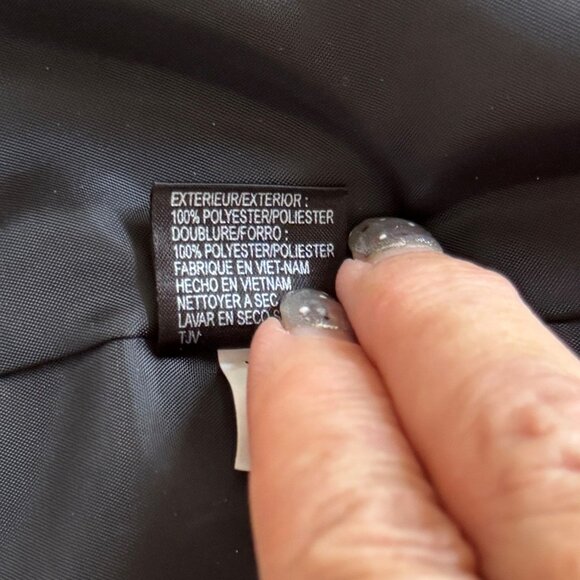 EXTERIEUR/EXTERIOR :
100% POLYESTER/POLIESTER
DOUBLURE/FORRO :
100% POLYESTER/POLIESTER
FABRIQUE EN VIET-NAM
HECHO EN VIETNAM
NETTOYER A SEC
LAVAR EN SECO
TJV